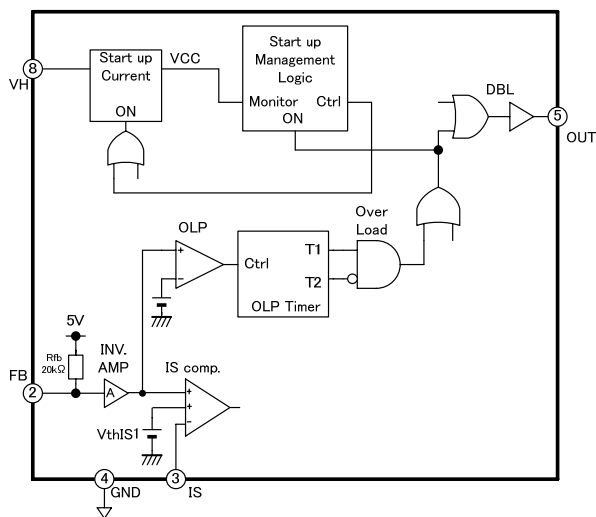 Start up
Current
ON
VCC
Start up
Management
Logic
Monitor
Ctrl
ON
8
VH
DBL
5
OUT
OLP
+
−
Ctrl
T1
T2
OLP Timer
Over
Load
5V
Rfb
20kΩ
INV.
AMP
A
FB
2
IS comp.
+
+
−
VthIS1
4
GND
3
IS